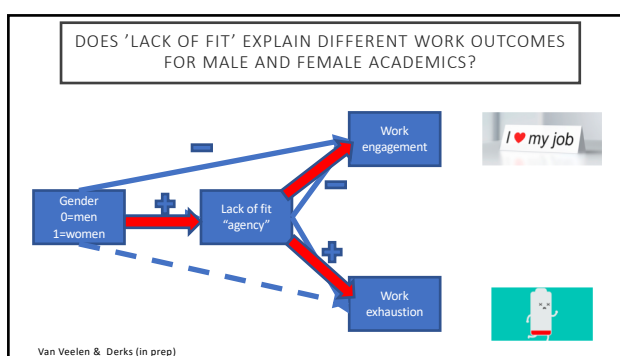 DOES ’LACK OF FIT’ EXPLAIN DIFFERENT WORK OUTCOMES
FOR MALE AND FEMALE ACADEMICS?
Work
engagement
I ♥ my job
Gender
0=men
1=women
Lack of fit
“agency”
Work
exhaustion
Van Veelen & Derks (in prep)